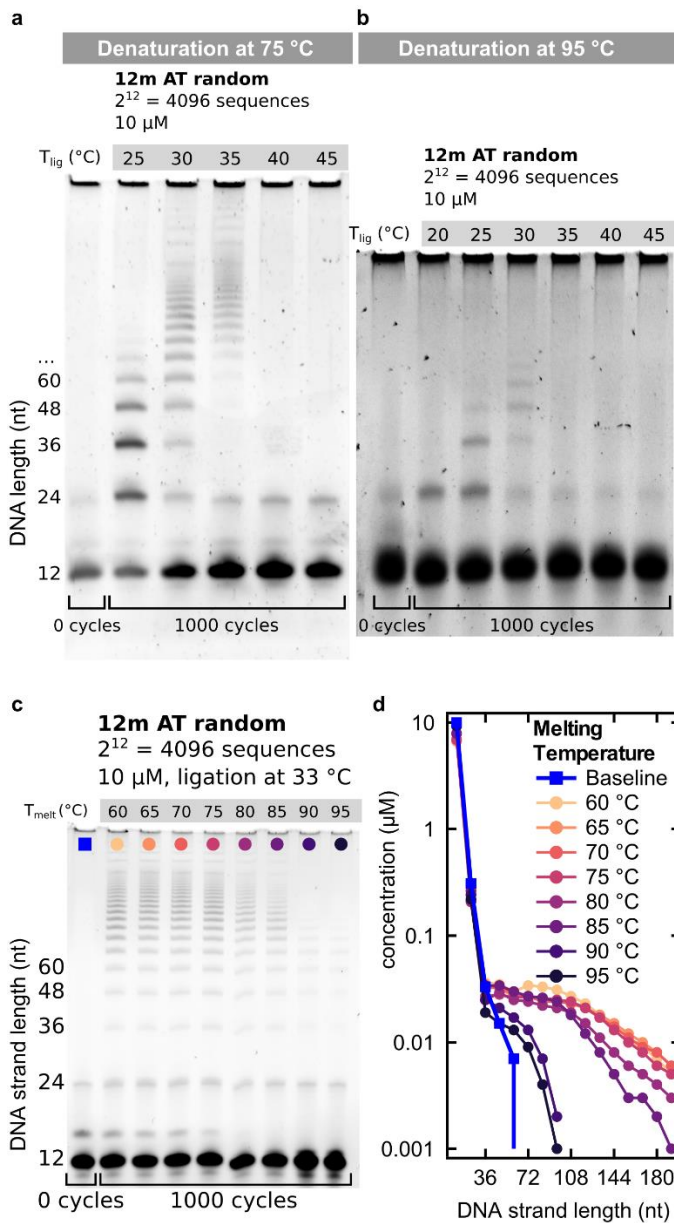 a
Denaturation at 75 °C
12m AT random
2¹² = 4096 sequences
10 µM
T_lig (°C) 25 30 35 40 45
DNA length (nt)
...
60
48
36
24
12
0 cycles 1000 cycles
b
Denaturation at 95 °C
12m AT random
2¹² = 4096 sequences
10 µM
T_lig (°C) 20 25 30 35 40 45
0 cycles 1000 cycles
c
12m AT random
2¹² = 4096 sequences
10 µM, ligation at 33 °C
T_melt (°C) 60 65 70 75 80 85 90 95
DNA strand length (nt)
60
48
36
24
12
0 cycles 1000 cycles
d
concentration (µM)
10
1
0.1
0.01
0.001
Melting
Temperature
Baseline
60 °C
65 °C
70 °C
75 °C
80 °C
85 °C
90 °C
95 °C
36 72 108 144 180
DNA strand length (nt)